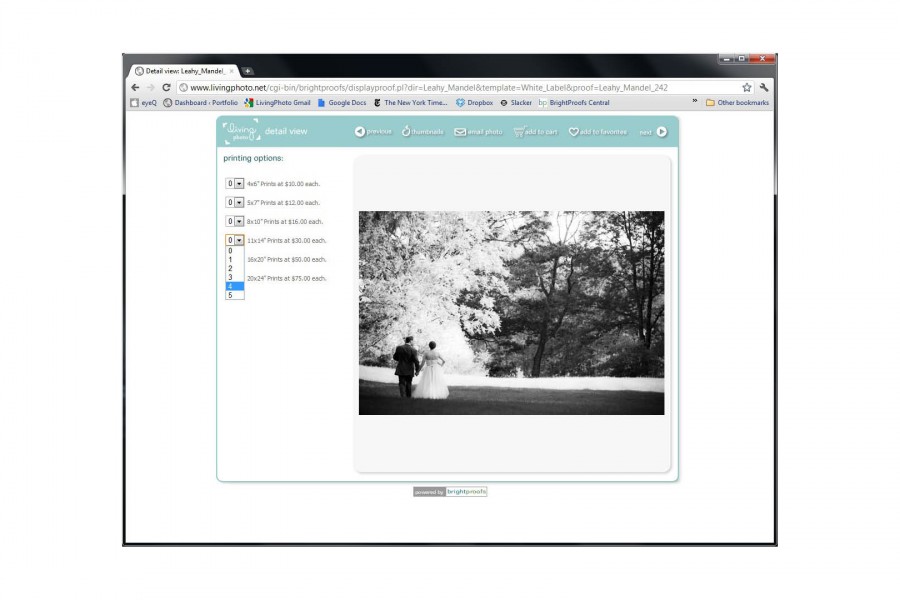 Detail view: Leahy_Mandel_
www.livingphoto.net/cgi-bin/brightproofs/displayproof.pl?dir=Leahy_Mandel&template=White_Label&proof=Leahy_Mandel_242
eyeQ Dashboard ‹ Portfolio LivingPhoto Gmail Google Docs The New York Time... Dropbox Slacker bp BrightProofs Central » Other bookmarks
living photo detail view previous thumbnails email photo add to cart add to favorites next
printing options:
0 4x6" Prints at $10.00 each.
0 5x7" Prints at $12.00 each.
0 8x10" Prints at $16.00 each.
0 11x14" Prints at $30.00 each.
0
1 16x20" Prints at $50.00 each.
2
3 20x24" Prints at $75.00 each.
4
5
powered by brightproofs